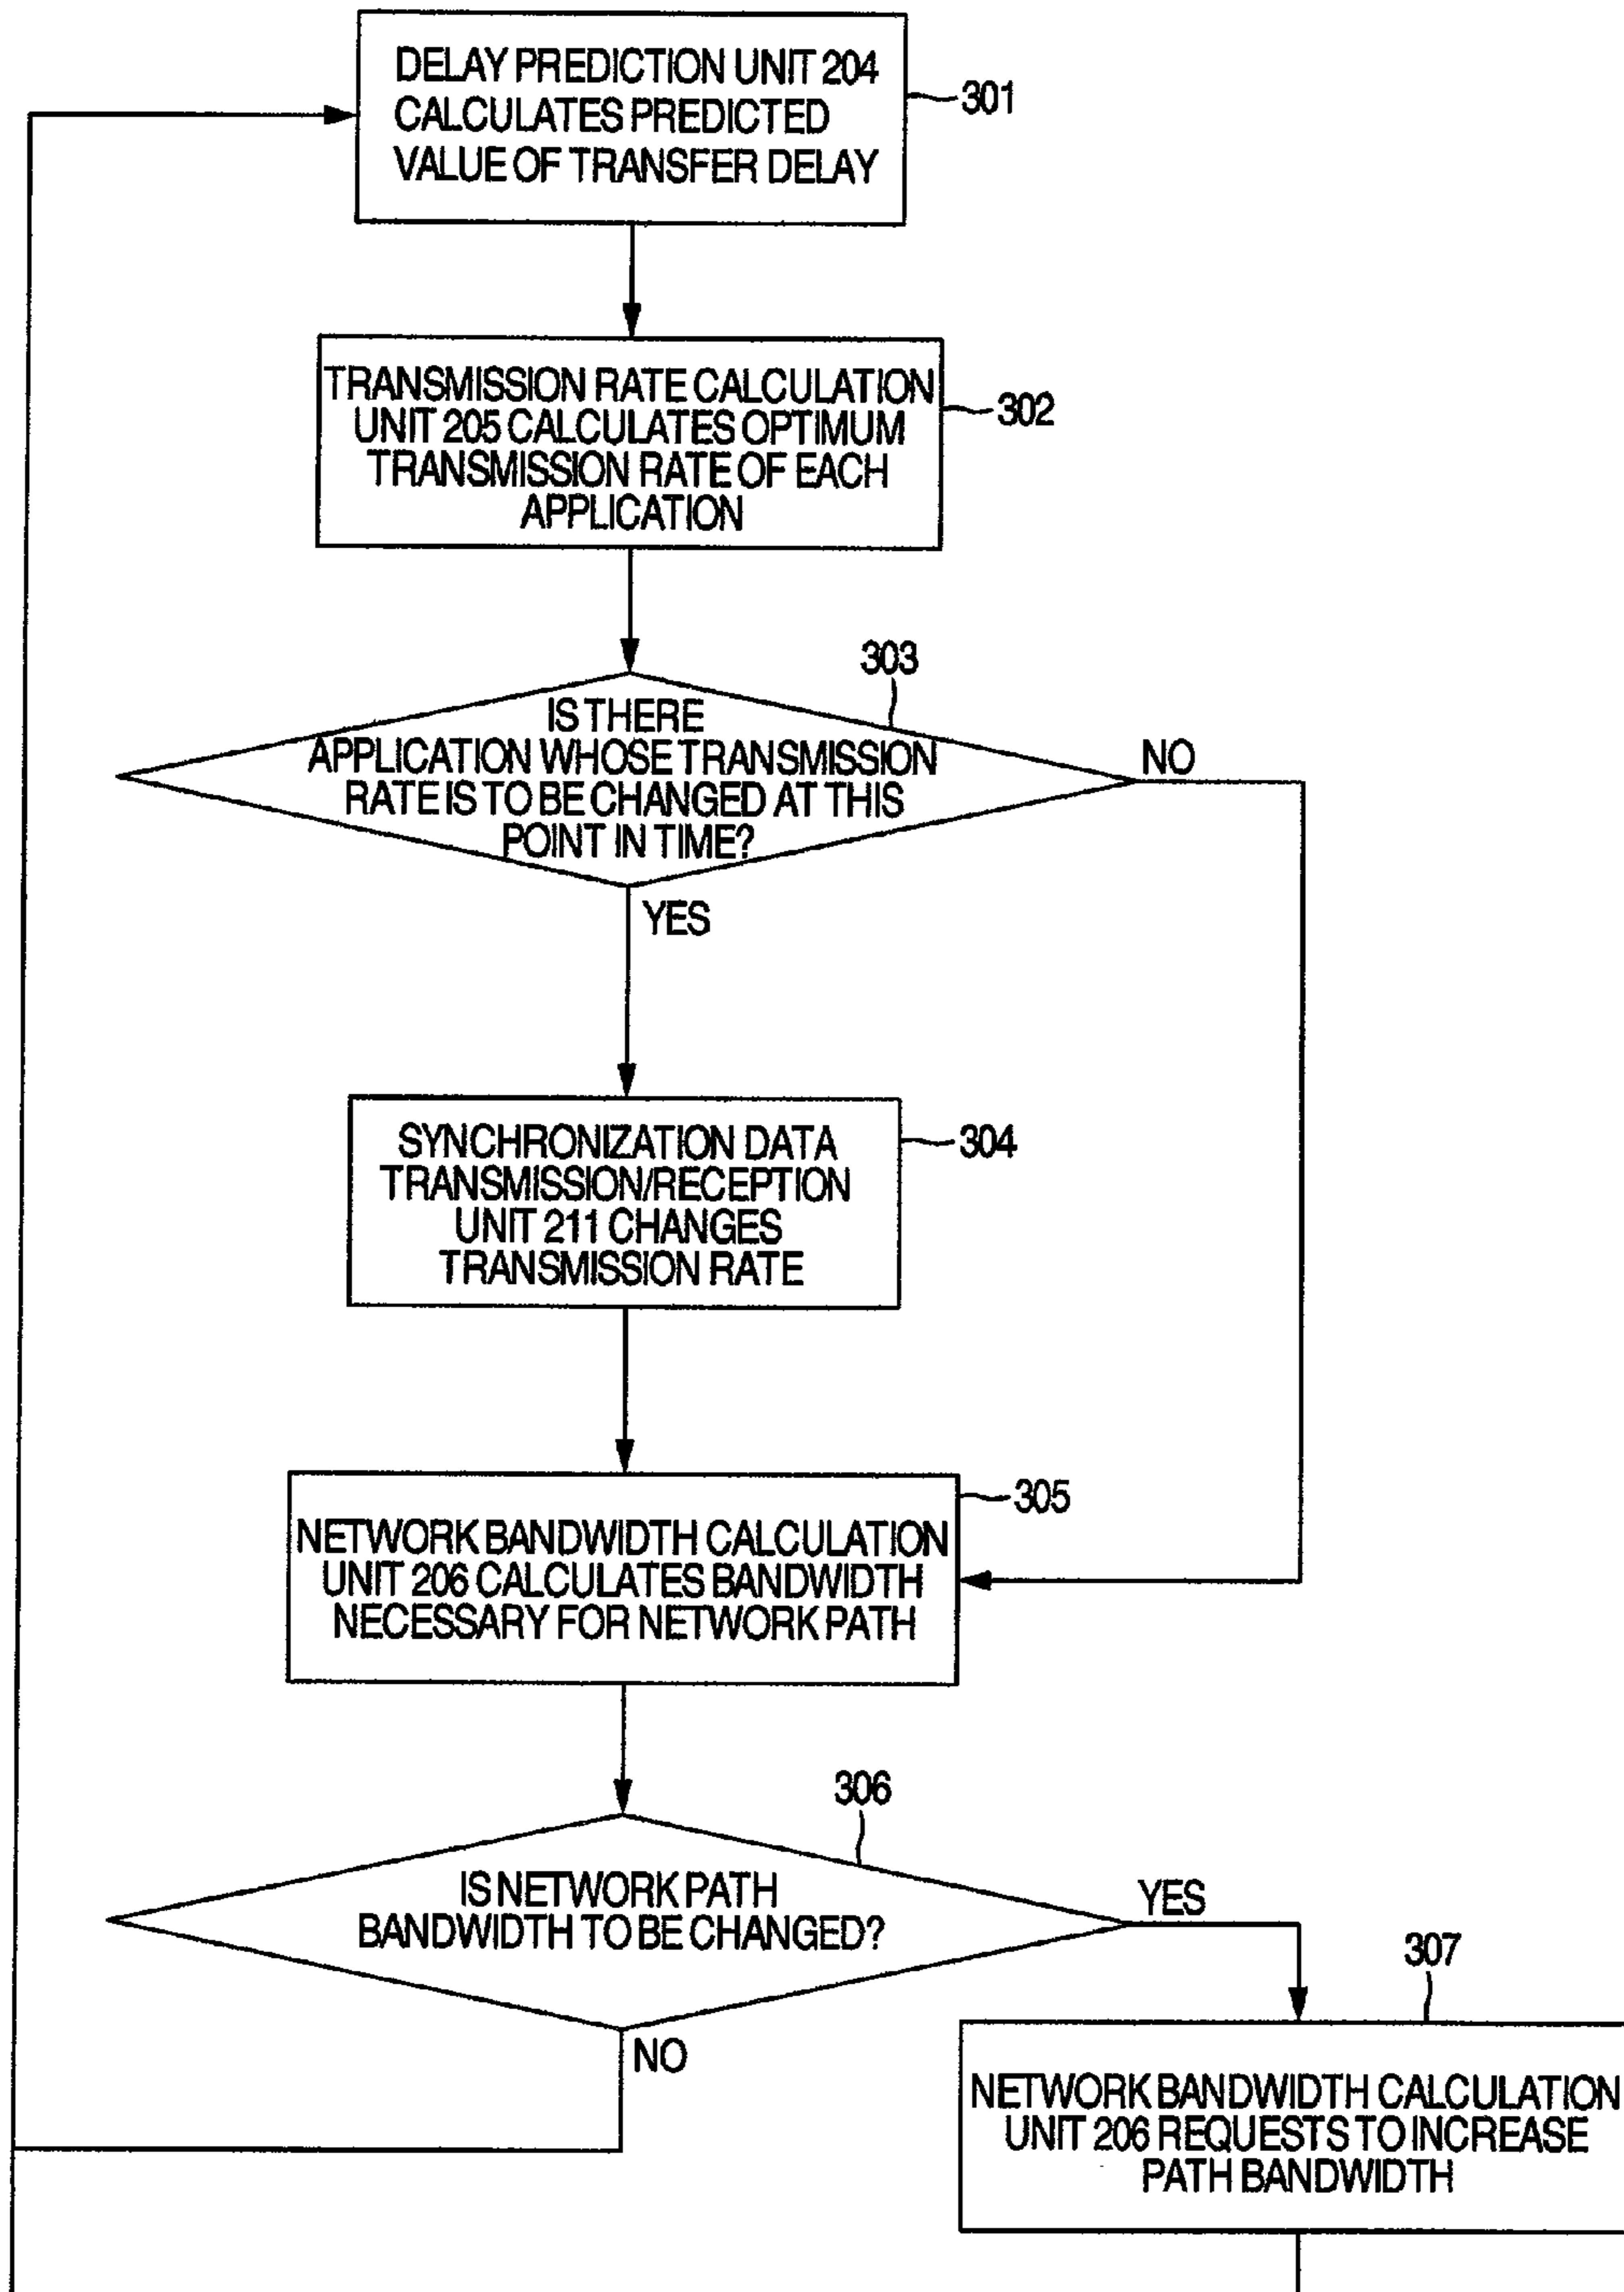 DELAY PREDICTION UNIT 204
CALCULATES PREDICTED
VALUE OF TRANSFER DELAY
301
TRANSMISSION RATE CALCULATION
UNIT 205 CALCULATES OPTIMUM
TRANSMISSION RATE OF EACH
APPLICATION
302
303
IS THERE
APPLICATION WHOSE TRANSMISSION
RATE IS TO BE CHANGED AT THIS
POINT IN TIME?
NO
YES
SYNCHRONIZATION DATA
TRANSMISSION/RECEPTION
UNIT 211 CHANGES
TRANSMISSION RATE
304
305
NETWORK BANDWIDTH CALCULATION
UNIT 206 CALCULATES BANDWIDTH
NECESSARY FOR NETWORK PATH
306
IS NETWORK PATH
BANDWIDTH TO BE CHANGED?
YES
NO
307
NETWORK BANDWIDTH CALCULATION
UNIT 206 REQUESTS TO INCREASE
PATH BANDWIDTH